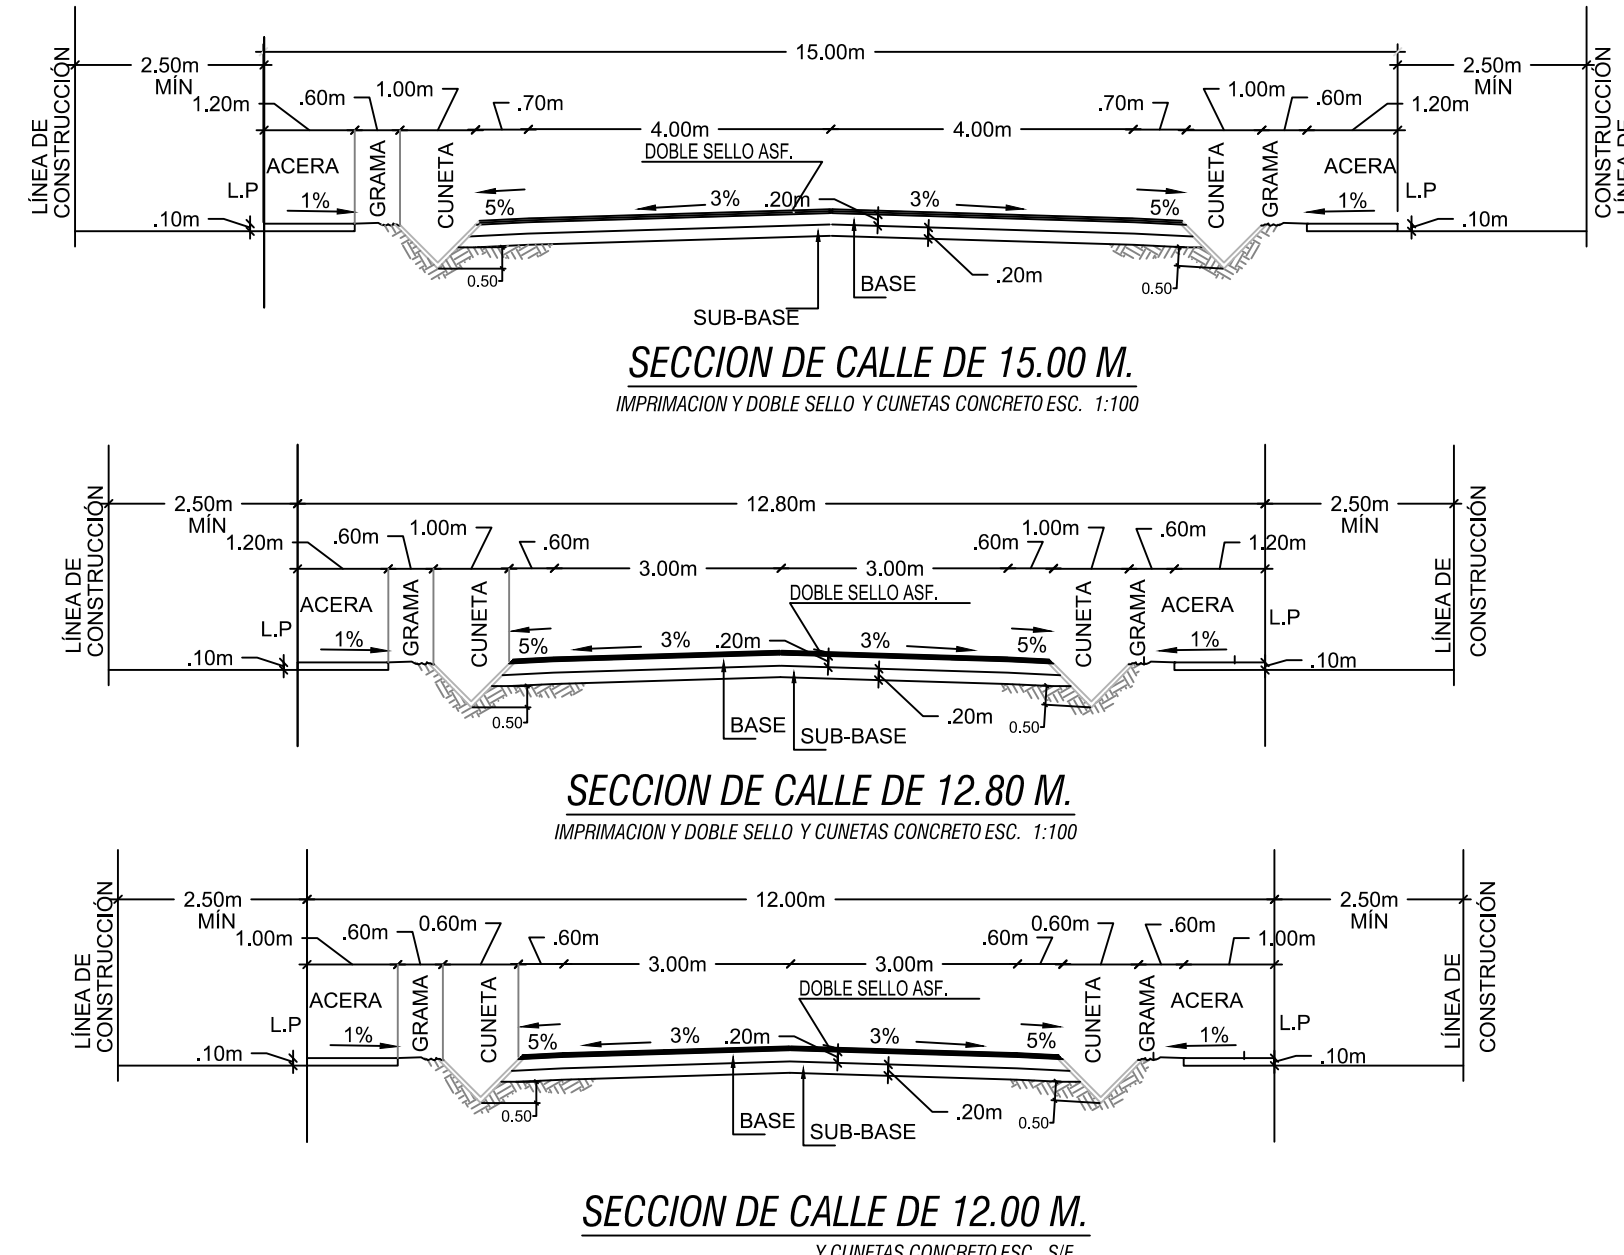 15.00m
2.50m
MÍN
2.50m
MÍN
1.20m
.60m
1.00m
.70m
4.00m
4.00m
.70m
1.00m
.60m
1.20m
LÍNEA DE
CONSTRUCCIÓN
ACERA
GRAMA
CUNETA
DOBLE SELLO ASF.
CUNETA
GRAMA
ACERA
CONSTRUCCIÓN
LÍNEA DE
L.P
1%
5%
3%
.20m
3%
5%
1%
L.P
.10m
.10m
0.50
.20m
0.50
BASE
SUB-BASE
SECCION DE CALLE DE 15.00 M.
IMPRIMACION Y DOBLE SELLO Y CUNETAS CONCRETO ESC. 1:100
2.50m
MÍN
12.80m
2.50m
MÍN
1.20m
.60m
1.00m
.60m
3.00m
3.00m
.60m
1.00m
.60m
1.20m
LÍNEA DE
CONSTRUCCIÓN
ACERA
GRAMA
CUNETA
DOBLE SELLO ASF.
CUNETA
GRAMA
ACERA
LÍNEA DE
CONSTRUCCIÓN
L.P
1%
5%
3%
.20m
3%
5%
1%
L.P
.10m
.10m
0.50
BASE
SUB-BASE
.20m
0.50
SECCION DE CALLE DE 12.80 M.
IMPRIMACION Y DOBLE SELLO Y CUNETAS CONCRETO ESC. 1:100
2.50m
MÍN
12.00m
2.50m
MÍN
1.00m
.60m
0.60m
.60m
3.00m
3.00m
.60m
0.60m
.60m
1.00m
LÍNEA DE
CONSTRUCCIÓN
ACERA
GRAMA
CUNETA
DOBLE SELLO ASF.
CUNETA
GRAMA
ACERA
LÍNEA DE
CONSTRUCCIÓN
L.P
1%
5%
3%
.20m
3%
5%
1%
L.P
.10m
.10m
0.50
BASE
SUB-BASE
.20m
0.50
SECCION DE CALLE DE 12.00 M.
Y CUNETAS CONCRETO ESC. S/E